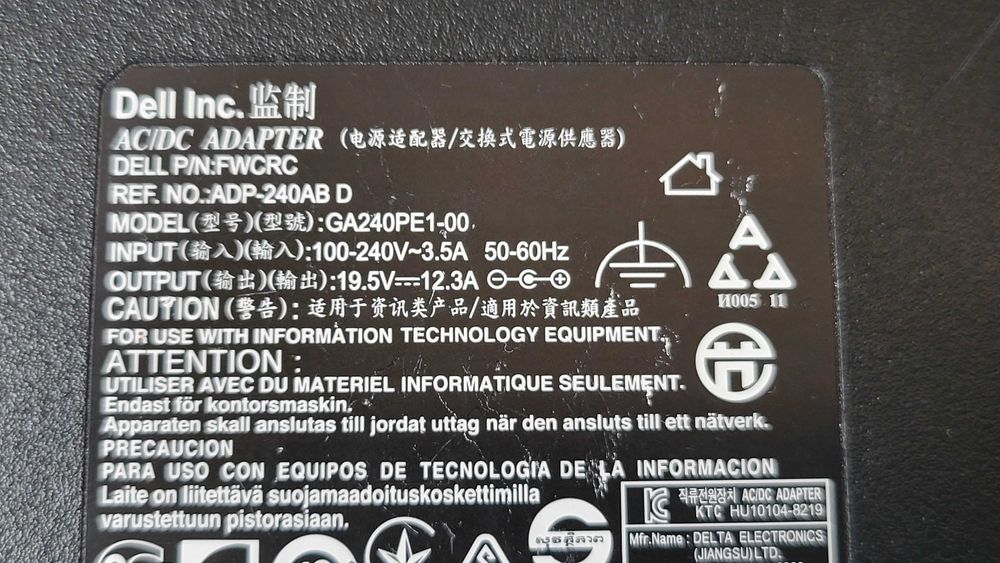 Dell Inc. 监制
AC/DC ADAPTER (电源适配器/交換式電源供應器)
DELL P/N:FWCRC
REF. NO.:ADP-240AB D
MODEL(型号)(型號):GA240PE1-00
INPUT(输入)(輸入):100-240V~3.5A 50-60Hz
OUTPUT(输出)(輸出):19.5V⎓12.3A
CAUTION(警告): 适用于资讯类产品/適用於資訊類產品
FOR USE WITH INFORMATION TECHNOLOGY EQUIPMENT.
ATTENTION :
UTILISER AVEC DU MATERIEL INFORMATIQUE SEULEMENT.
Endast för kontorsmaskin.
Apparaten skall anslutas till jordat uttag när den ansluts till ett nätverk.
PRECAUCION
PARA USO CON EQUIPOS DE TECNOLOGIA DE LA INFORMACION
Laite on liitettävä suojamaadoituskoskettimilla
varustettuun pistorasiaan.
И005 11
직류전원장치 AC/DC ADAPTER
KTC HU10104-8219
Mfr.Name : DELTA ELECTRONICS
(JIANGSU) LTD.